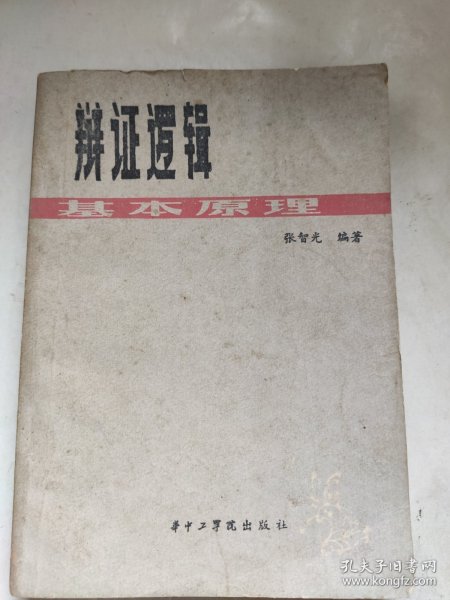 辩证逻辑
基本原理
张智光 编著
华中工学院出版社
孔夫子旧书网
www.kongfz.com